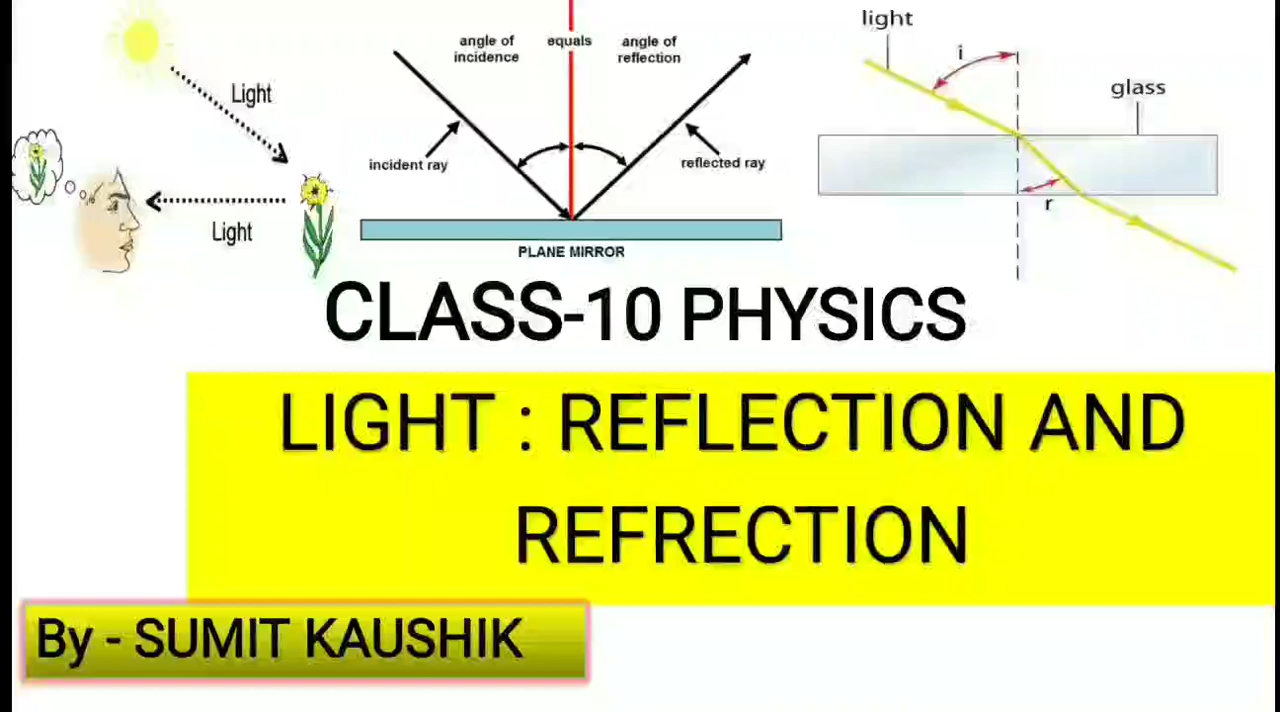 Light
Light
angle of incidence
equals
angle of reflection
incident ray
reflected ray
PLANE MIRROR
light
i
glass
r
CLASS-10 PHYSICS
LIGHT : REFLECTION AND
REFRECTION
By - SUMIT KAUSHIK